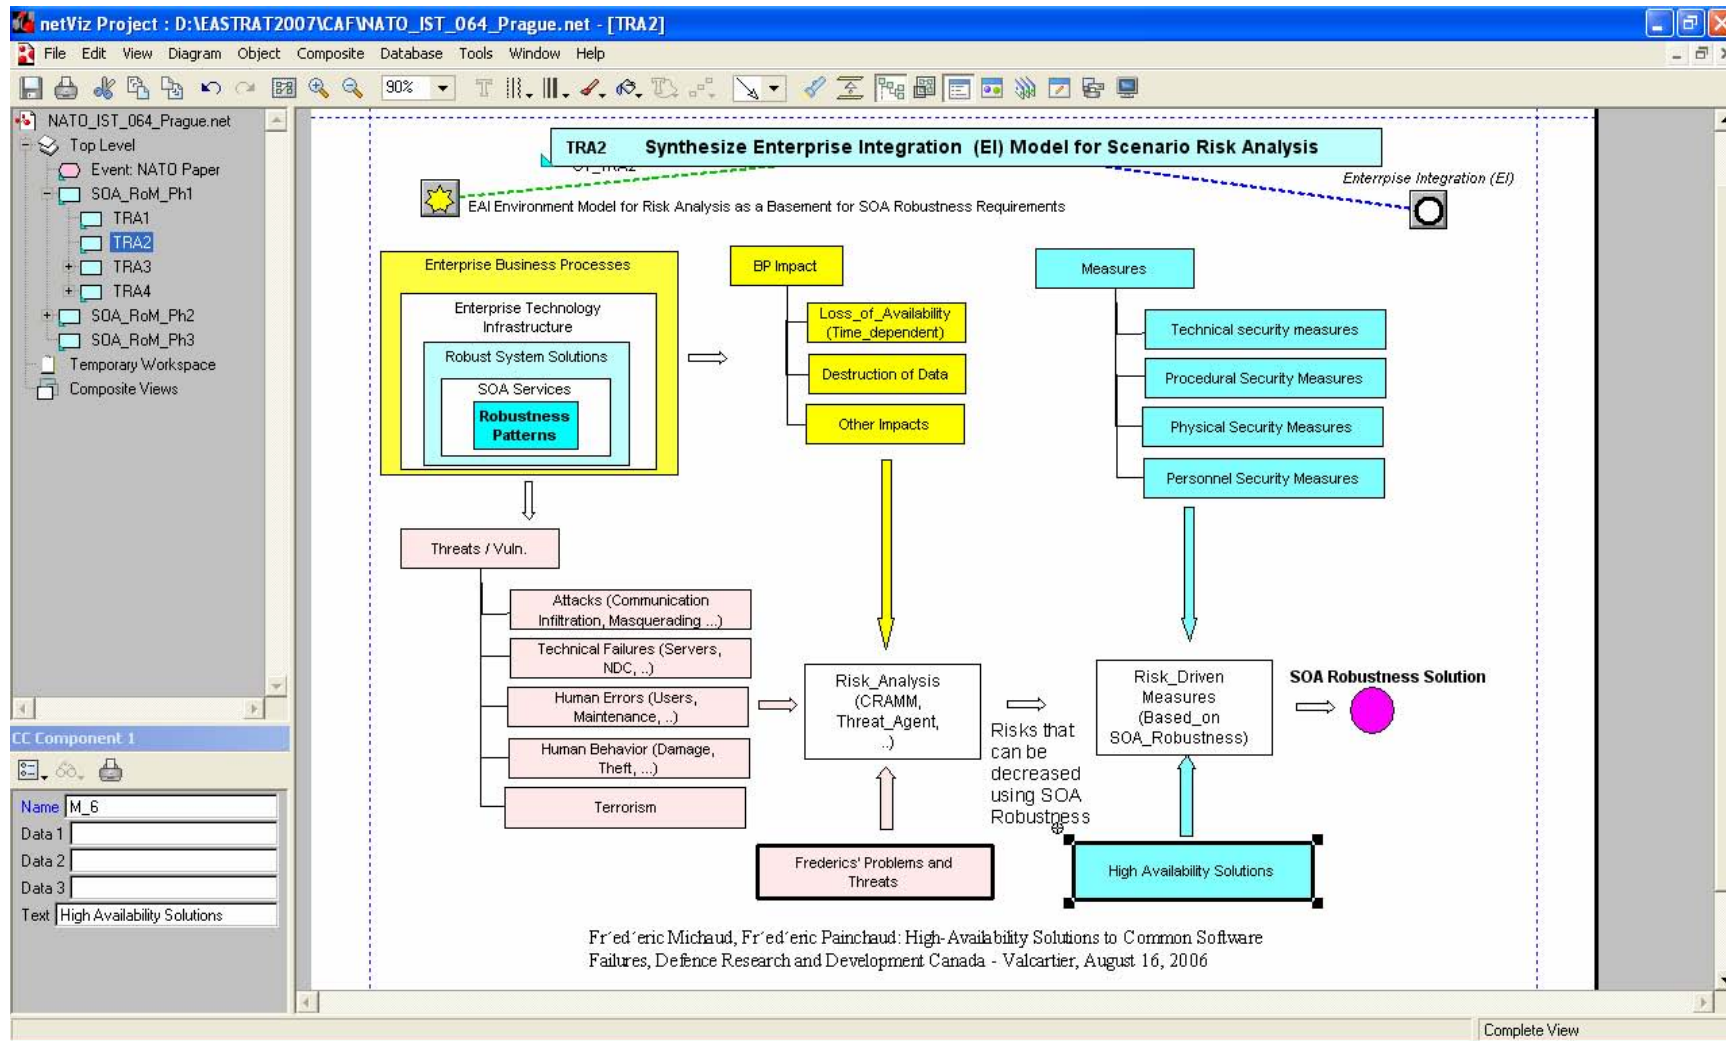 netViz Project : D:\EASTRAT2007\CAF\NATO_IST_064_Prague.net - [TRA2]
File Edit View Diagram Object Composite Database Tools Window Help
90%
NATO_IST_064_Prague.net
Top Level
Event: NATO Paper
SOA_RoM_Ph1
TRA1
TRA2
TRA3
TRA4
SOA_RoM_Ph2
SOA_RoM_Ph3
Temporary Workspace
Composite Views
CC Component 1
Name M_6
Data 1
Data 2
Data 3
Text High Availability Solutions
TRA2 Synthesize Enterprise Integration (EI) Model for Scenario Risk Analysis
Enterrpise Integration (EI)
EAI Environment Model for Risk Analysis as a Basement for SOA Robustness Requirements
Enterprise Business Processes
Enterprise Technology
Infrastructure
Robust System Solutions
SOA Services
Robustness
Patterns
BP Impact
Loss_of_Availability
(Time_dependent)
Destruction of Data
Other Impacts
Measures
Technical security measures
Procedural Security Measures
Physical Security Measures
Personnel Security Measures
Threats / Vuln.
Attacks (Communication
Infiltration, Masquerading ...)
Technical Failures (Servers,
NDC, ..)
Human Errors (Users,
Maintenance, ..)
Human Behavior (Damage,
Theft, ...)
Terrorism
Risk_Analysis
(CRAMM,
Threat_Agent,
..)
Risks that
can be
decreased
using SOA
Robustness
Risk_Driven
Measures
(Based_on
SOA_Robustness)
SOA Robustness Solution
Frederics' Problems and
Threats
High Availability Solutions
Fr´ed´eric Michaud, Fr´ed´eric Painchaud: High-Availability Solutions to Common Software
Failures, Defence Research and Development Canada - Valcartier, August 16, 2006
Complete View